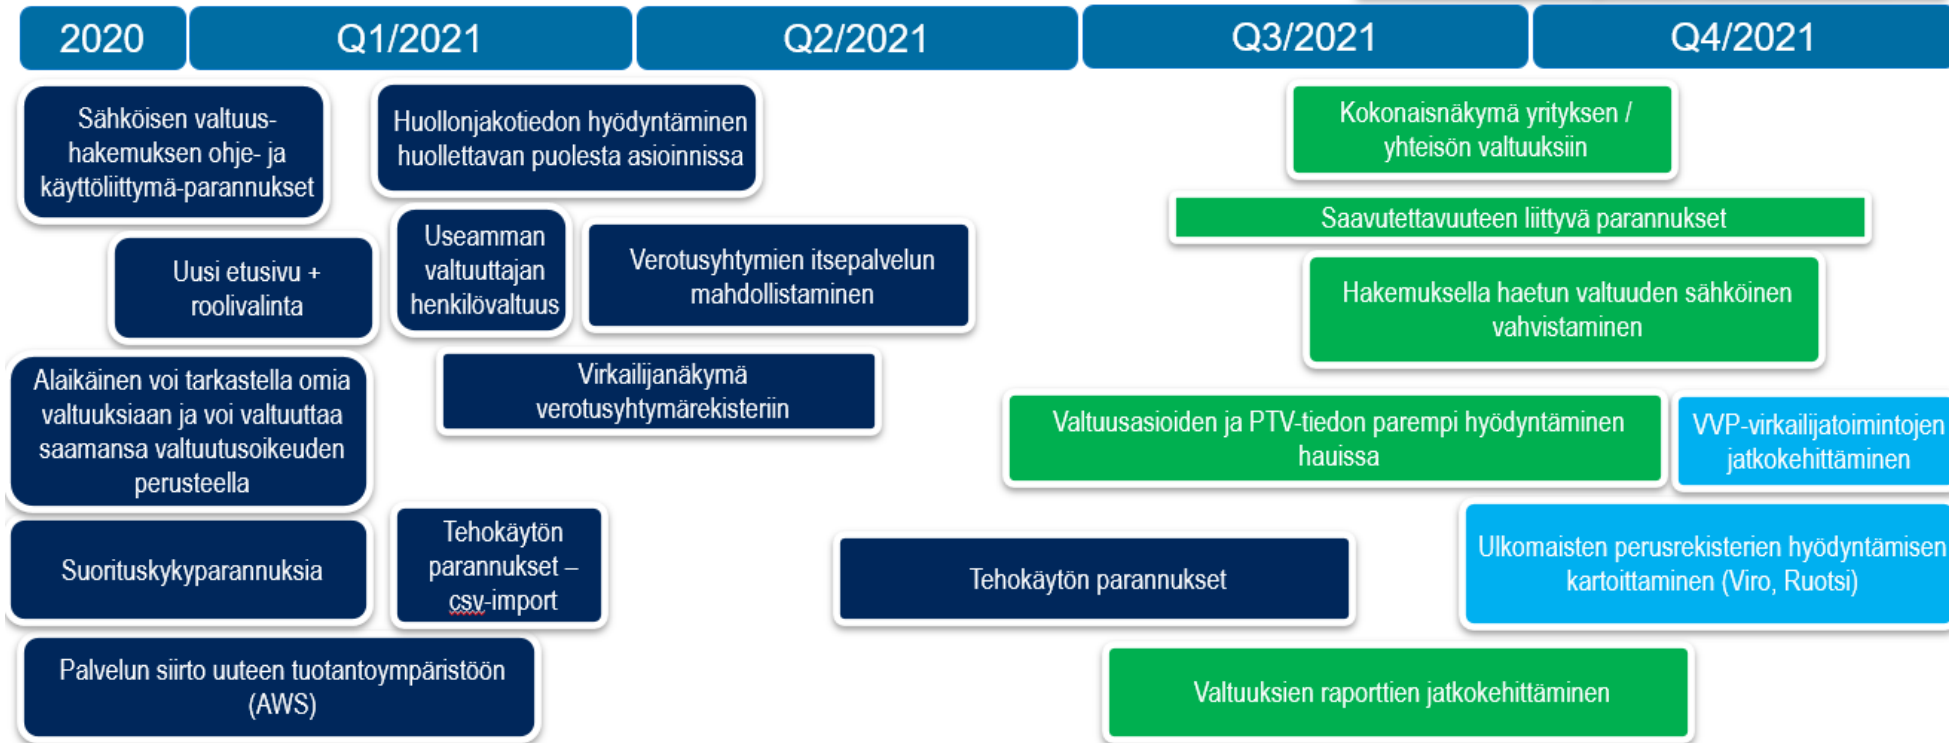 2020
Q1/2021
Q2/2021
Q3/2021
Q4/2021
Sähköisen valtuus-
hakemuksen ohje- ja
käyttöliittymä-parannukset
Huollonjakotiedon hyödyntäminen
huollettavan puolesta asioinnissa
Kokonaisnäkymä yrityksen /
yhteisön valtuuksiin
Saavutettavuuteen liittyvä parannukset
Uusi etusivu +
roolivalinta
Useamman
valtuuttajan
henkilövaltuus
Verotusyhtymien itsepalvelun
mahdollistaminen
Hakemuksella haetun valtuuden sähköinen
vahvistaminen
Alaikäinen voi tarkastella omia
valtuuksiaan ja voi valtuuttaa
saamansa valtuutusoikeuden
perusteella
Virkailijanäkymä
verotusyhtymärekisteriin
Valtuusasioiden ja PTV-tiedon parempi hyödyntäminen
hauissa
VVP-virkailijatoimintojen
jatkokehittäminen
Suorituskykyparannuksia
Tehokäytön
parannukset –
csv-import
Tehokäytön parannukset
Ulkomaisten perusrekisterien hyödyntämisen
kartoittaminen (Viro, Ruotsi)
Palvelun siirto uuteen tuotantoympäristöön
(AWS)
Valtuuksien raporttien jatkokehittäminen